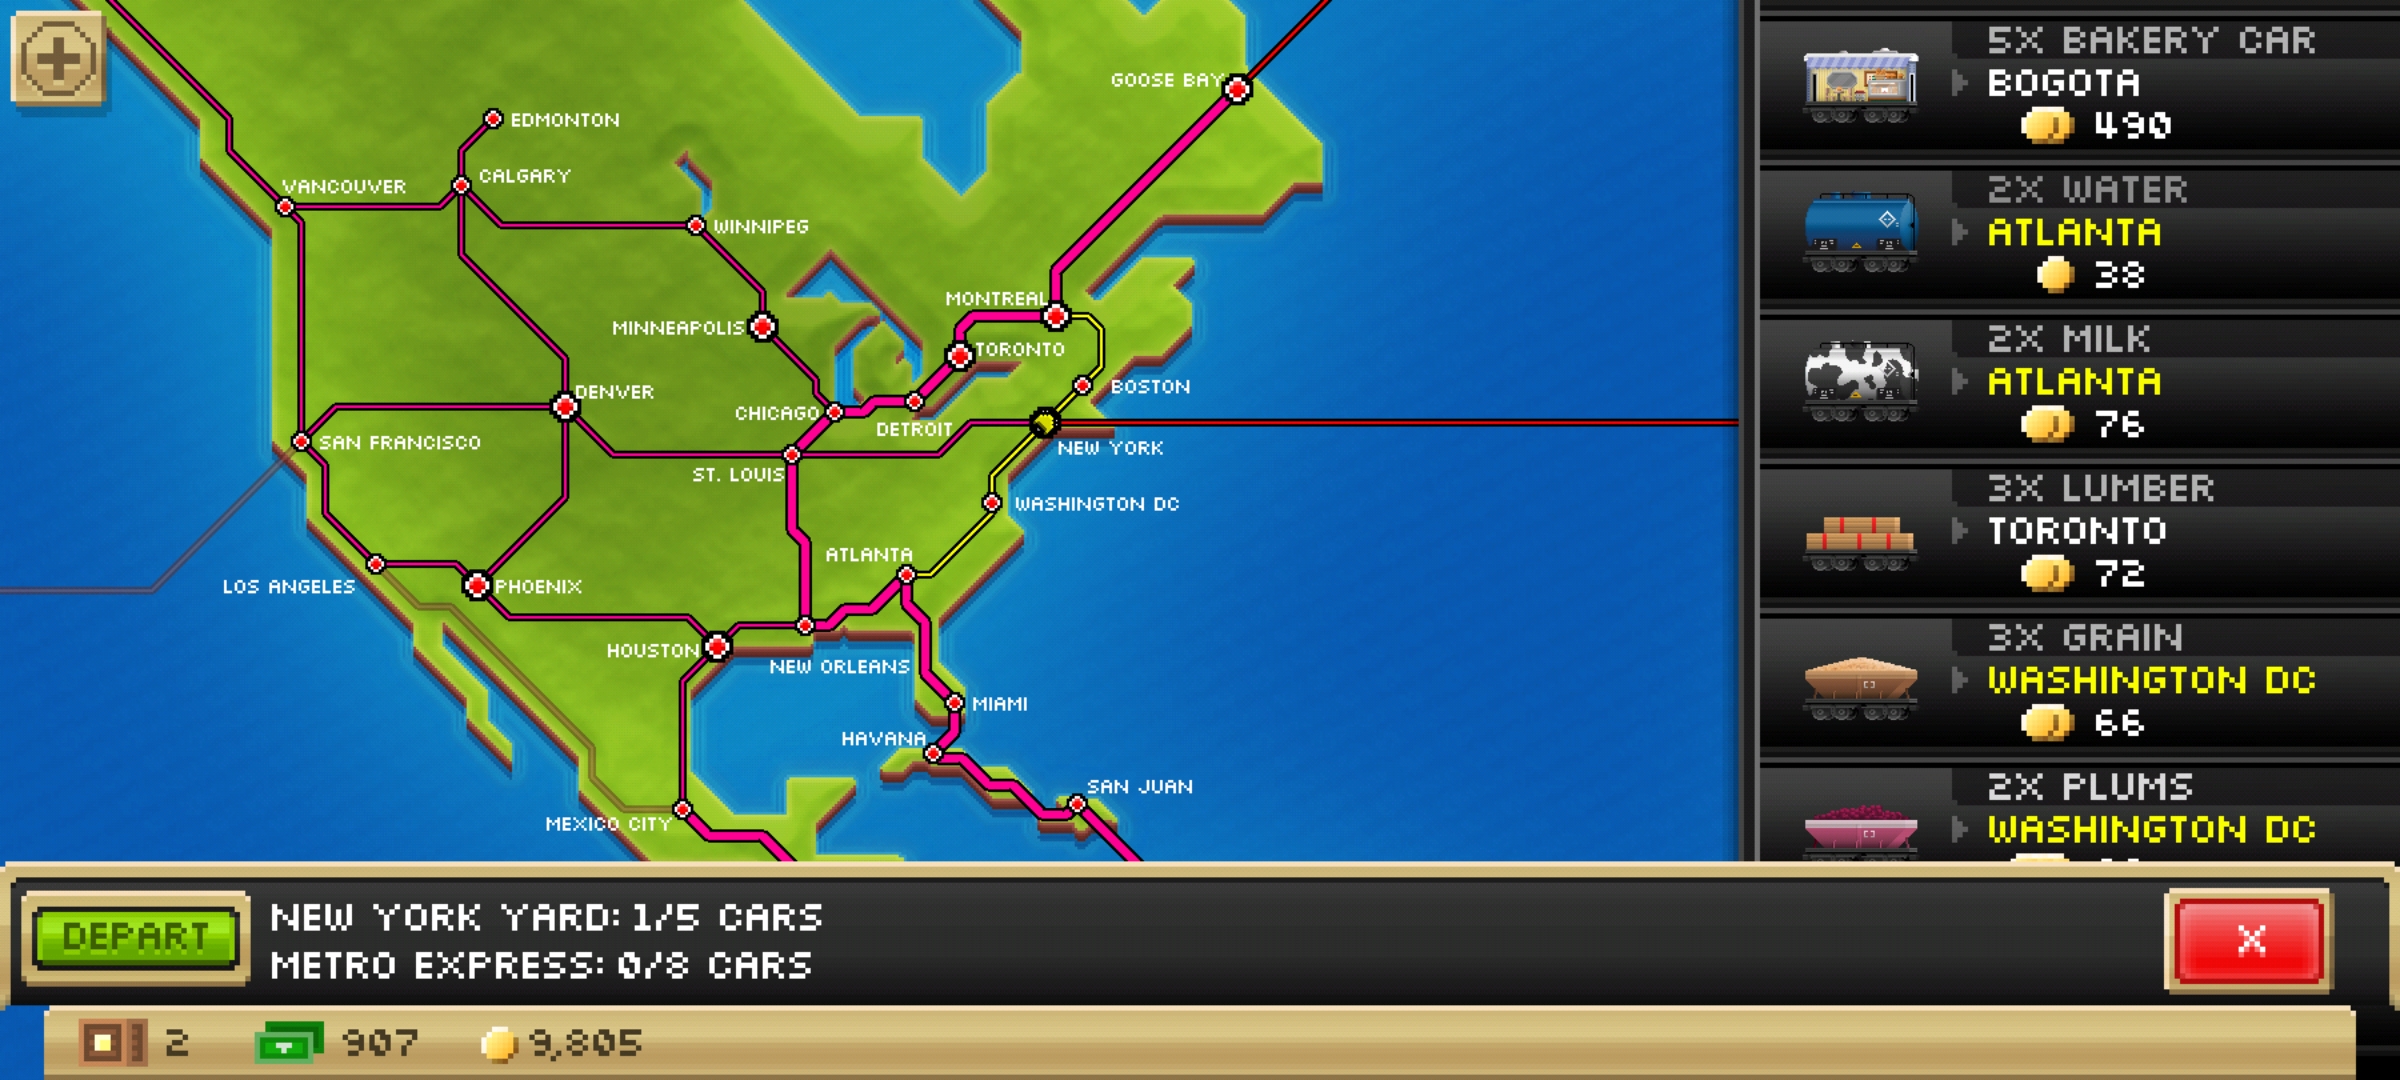 GOOSE BAY
EDMONTON
CALGARY
VANCOUVER
WINNIPEG
MONTREAL
MINNEAPOLIS
TORONTO
BOSTON
DENVER
CHICAGO
DETROIT
SAN FRANCISCO
NEW YORK
ST. LOUIS
WASHINGTON DC
ATLANTA
LOS ANGELES
PHOENIX
HOUSTON
NEW ORLEANS
MIAMI
HAVANA
SAN JUAN
MEXICO CITY
5X BAKERY CAR
BOGOTA
490
2X WATER
ATLANTA
38
2X MILK
ATLANTA
76
3X LUMBER
TORONTO
72
3X GRAIN
WASHINGTON DC
66
2X PLUMS
WASHINGTON DC
DEPART
NEW YORK YARD: 1/5 CARS
METRO EXPRESS: 0/8 CARS
X
2
907
9,805